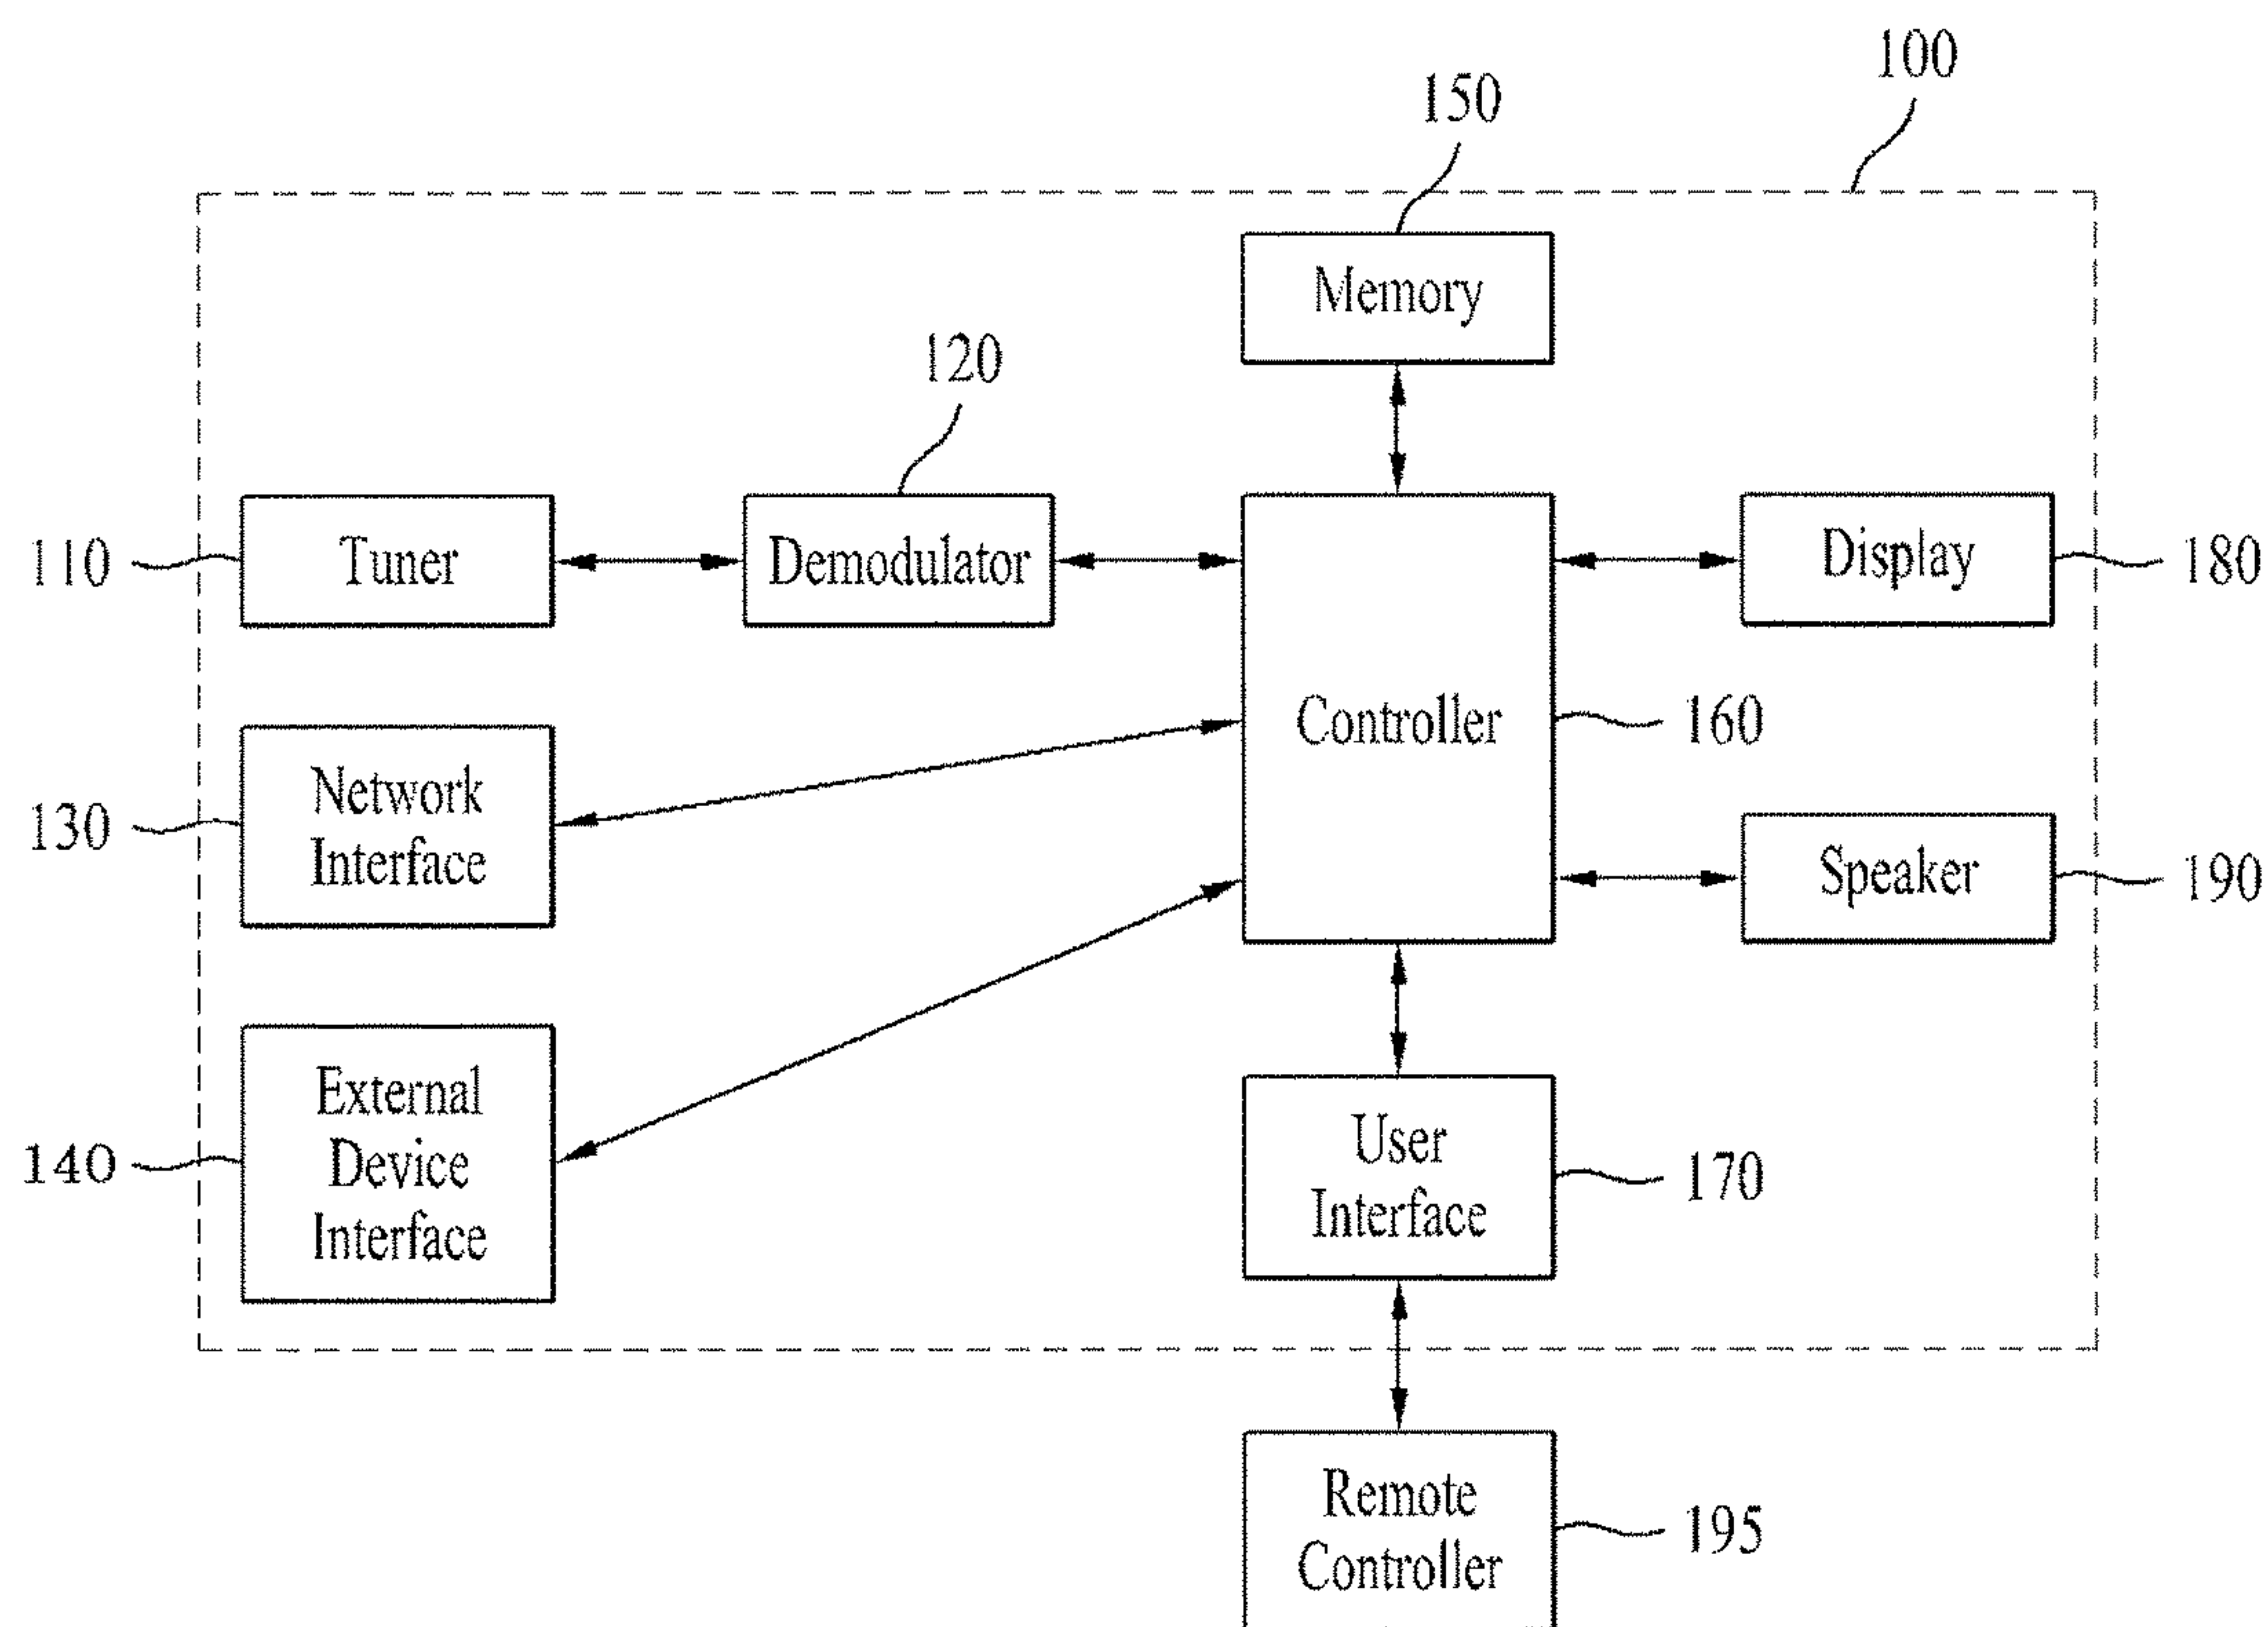 100
150
Memory
120
110
Tuner
Demodulator
Display
180
Controller
160
130
Network
Interface
Speaker
190
140
External
Device
Interface
User
Interface
170
Remote
Controller
195